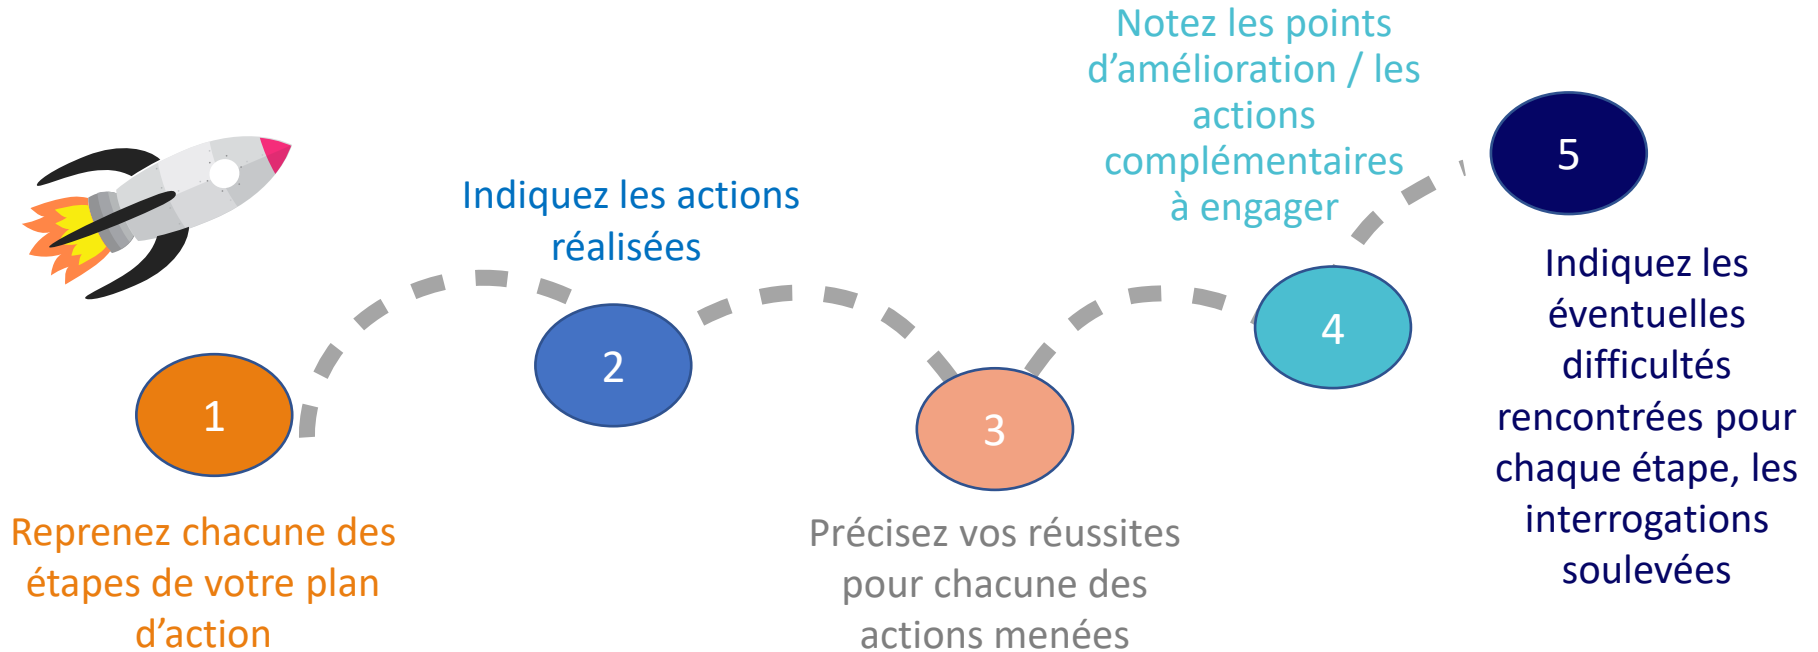 1
Reprenez chacune des
étapes de votre plan
d’action
Indiquez les actions
réalisées
2
3
Précisez vos réussites
pour chacune des
actions menées
Notez les points
d’amélioration / les
actions
complémentaires
à engager
4
5
Indiquez les
éventuelles
difficultés
rencontrées pour
chaque étape, les
interrogations
soulevées